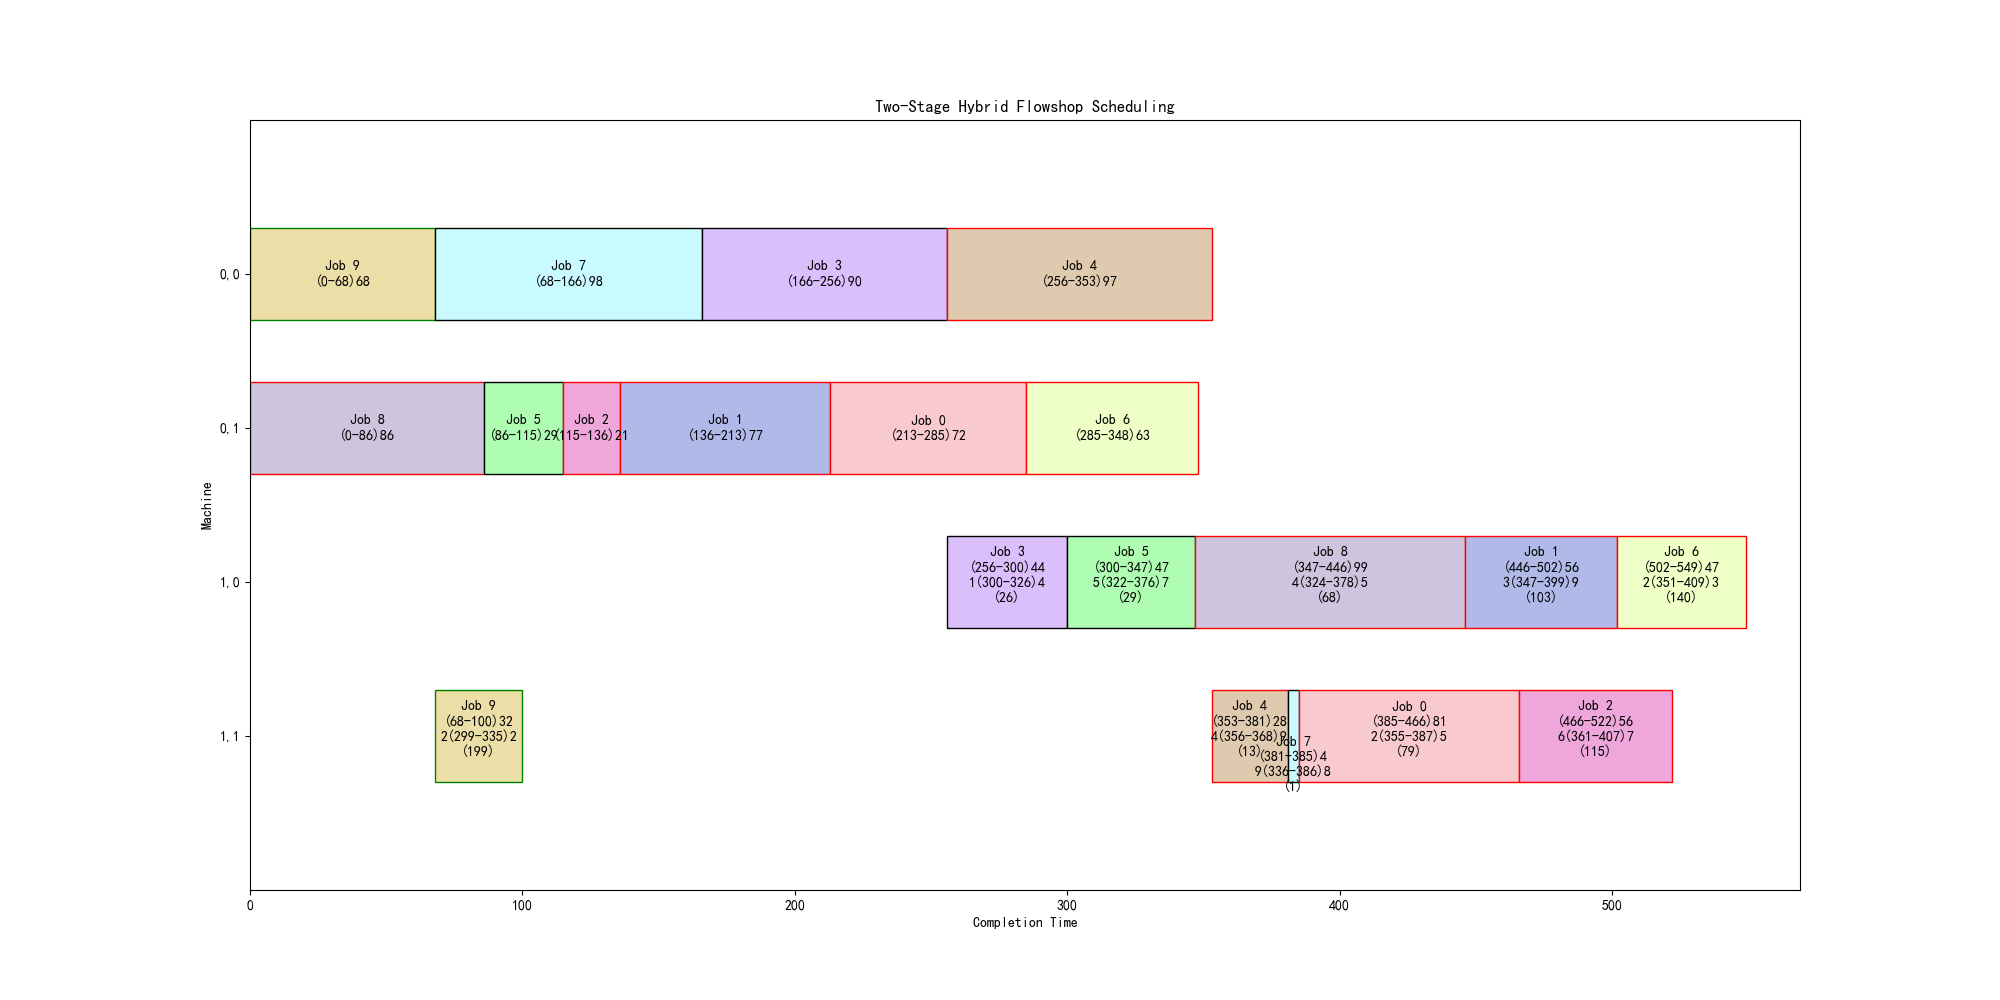 Two-Stage Hybrid Flowshop Scheduling
0,0
Job 9
(0-68)68
Job 7
(68-166)98
Job 3
(166-256)90
Job 4
(256-353)97
0,1
Job 8
(0-86)86
Job 5
(86-115)29
Job 2
(115-136)21
Job 1
(136-213)77
Job 0
(213-285)72
Job 6
(285-348)63
Machine
1,0
Job 3
(256-300)44
1(300-326)4
(26)
Job 5
(300-347)47
5(322-376)7
(29)
Job 8
(347-446)99
4(324-378)5
(68)
Job 1
(446-502)56
3(347-399)9
(103)
Job 6
(502-549)47
2(351-409)3
(140)
1,1
Job 9
(68-100)32
2(299-335)2
(199)
Job 4
(353-381)28
4(356-368)9
(13)
Job 7
(381-385)4
9(336-386)8
(1)
Job 0
(385-466)81
2(355-387)5
(79)
Job 2
(466-522)56
6(361-407)7
(115)
0
100
200
300
400
500
Completion Time